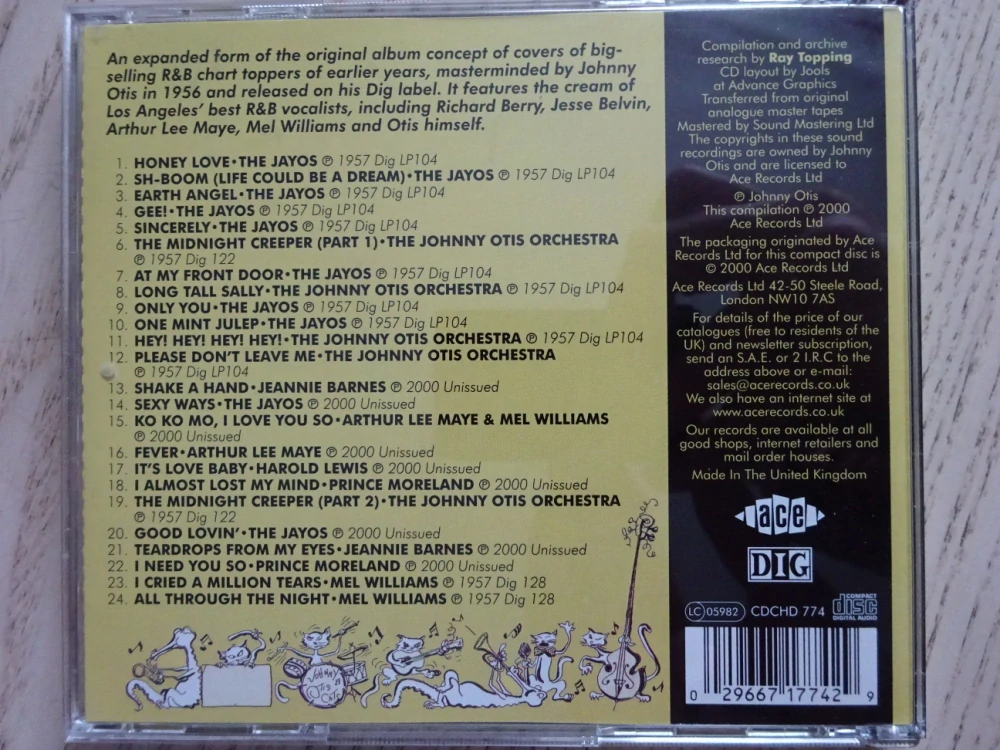 An expanded form of the original album concept of covers of big-
selling R&B chart toppers of earlier years, masterminded by Johnny
Otis in 1956 and released on his Dig label. It features the cream of
Los Angeles' best R&B vocalists, including Richard Berry, Jesse Belvin,
Arthur Lee Maye, Mel Williams and Otis himself.
1. HONEY LOVE • THE JAYOS ℗ 1957 Dig LP104
2. SH-BOOM (LIFE COULD BE A DREAM) • THE JAYOS ℗ 1957 Dig LP104
3. EARTH ANGEL • THE JAYOS ℗ 1957 Dig LP104
4. GEE! • THE JAYOS ℗ 1957 Dig LP104
5. SINCERELY • THE JAYOS ℗ 1957 Dig LP104
6. THE MIDNIGHT CREEPER (PART 1) • THE JOHNNY OTIS ORCHESTRA
℗ 1957 Dig 122
7. AT MY FRONT DOOR • THE JAYOS ℗ 1957 Dig LP104
8. LONG TALL SALLY • THE JOHNNY OTIS ORCHESTRA ℗ 1957 Dig LP104
9. ONLY YOU • THE JAYOS ℗ 1957 Dig LP104
10. ONE MINT JULEP • THE JAYOS ℗ 1957 Dig LP104
11. HEY! HEY! HEY! HEY! • THE JOHNNY OTIS ORCHESTRA ℗ 1957 Dig LP104
12. PLEASE DON'T LEAVE ME • THE JOHNNY OTIS ORCHESTRA
℗ 1957 Dig LP104
13. SHAKE A HAND • JEANNIE BARNES ℗ 2000 Unissued
14. SEXY WAYS • THE JAYOS ℗ 2000 Unissued
15. KO KO MO, I LOVE YOU SO • ARTHUR LEE MAYE & MEL WILLIAMS
℗ 2000 Unissued
16. FEVER • ARTHUR LEE MAYE ℗ 2000 Unissued
17. IT'S LOVE BABY • HAROLD LEWIS ℗ 2000 Unissued
18. I ALMOST LOST MY MIND • PRINCE MORELAND ℗ 2000 Unissued
19. THE MIDNIGHT CREEPER (PART 2) • THE JOHNNY OTIS ORCHESTRA
℗ 1957 Dig 122
20. GOOD LOVIN' • THE JAYOS ℗ 2000 Unissued
21. TEARDROPS FROM MY EYES • JEANNIE BARNES ℗ 2000 Unissued
22. I NEED YOU SO • PRINCE MORELAND ℗ 2000 Unissued
23. I CRIED A MILLION TEARS • MEL WILLIAMS ℗ 1957 Dig 128
24. ALL THROUGH THE NIGHT • MEL WILLIAMS ℗ 1957 Dig 128
Compilation and archive
research by Ray Topping
CD layout by Jools
at Advance Graphics
Transferred from original
analogue master tapes
Mastered by Sound Mastering Ltd
The copyrights in these sound
recordings are owned by Johnny
Otis and are licensed to
Ace Records Ltd
℗ Johnny Otis
This compilation ℗ 2000
Ace Records Ltd
The packaging originated by Ace
Records Ltd for this compact disc is
© 2000 Ace Records Ltd
Ace Records Ltd 42-50 Steele Road,
London NW10 7AS
For details of the price of our
catalogues (free to residents of the
UK) and newsletter subscription,
send an S.A.E. or 2 I.R.C to the
address above or e-mail:
sales@acerecords.co.uk
We also have an internet site at
www.acerecords.co.uk
Our records are available at all
good shops, internet retailers and
mail order houses.
Made In The United Kingdom
ace
DIG
LC 05982 CDCHD 774
COMPACT
disc
DIGITAL AUDIO
0 29667 17742 9
JOHNNY
OTIS